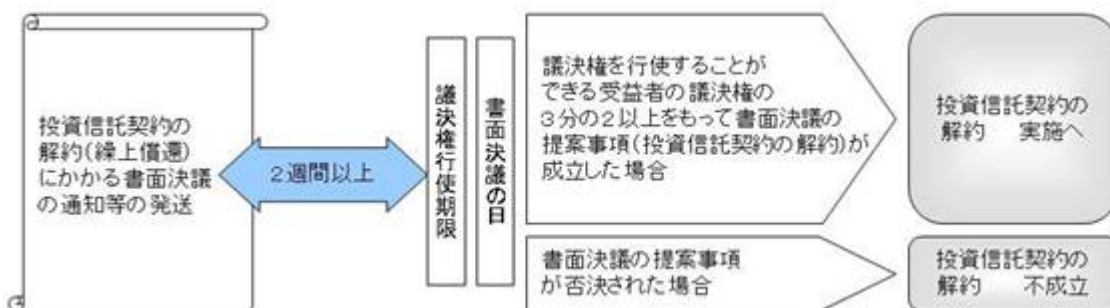 投資信託契約の
解約(繰上償還)
にかかる書面決議
の通知等の発送
2週間以上
議決権行使期限
書面決議の日
議決権を行使することが
できる受益者の議決権の
3分の2以上をもって書面決議の
提案事項(投資信託契約の解約)が
成立した場合
投資信託契約の
解約　実施へ
書面決議の提案事項
が否決された場合
投資信託契約の
解約　不成立